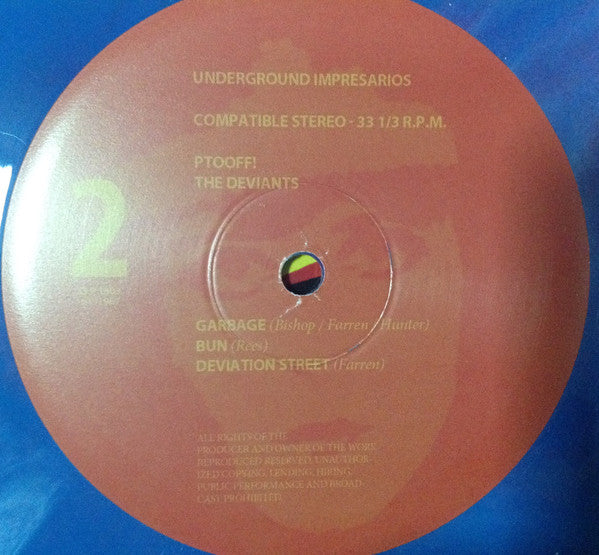 UNDERGROUND IMPRESARIOS
COMPATIBLE STEREO - 33 1/3 R.P.M.
PTOOFF!
THE DEVIANTS
2
GARBAGE (Bishop / Farren / Hunter)
BUN (Rees)
DEVIATION STREET (Farren)
ALL RIGHTS OF THE
PRODUCER AND OWNER OF THE WORK
REPRODUCED RESERVED. UNAUTHOR-
IZED COPYING, LENDING, HIRING,
PUBLIC PERFORMANCE AND BROAD-
CAST PROHIBITED